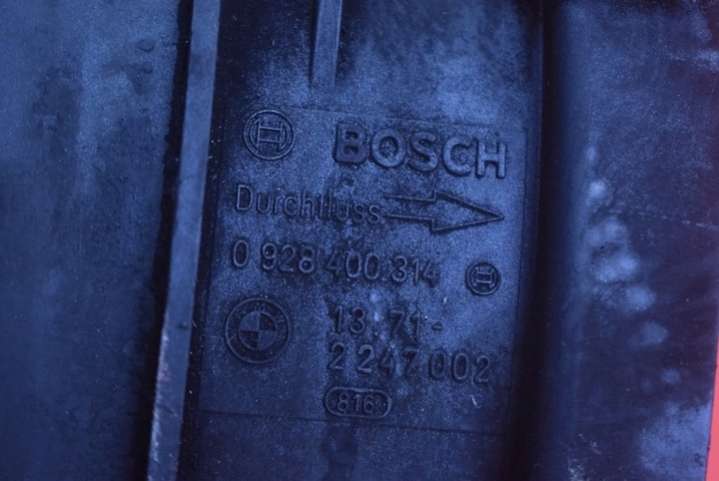 BOSCH
Durchfluss
0 928 400 314
13.71-
2 247 002
816